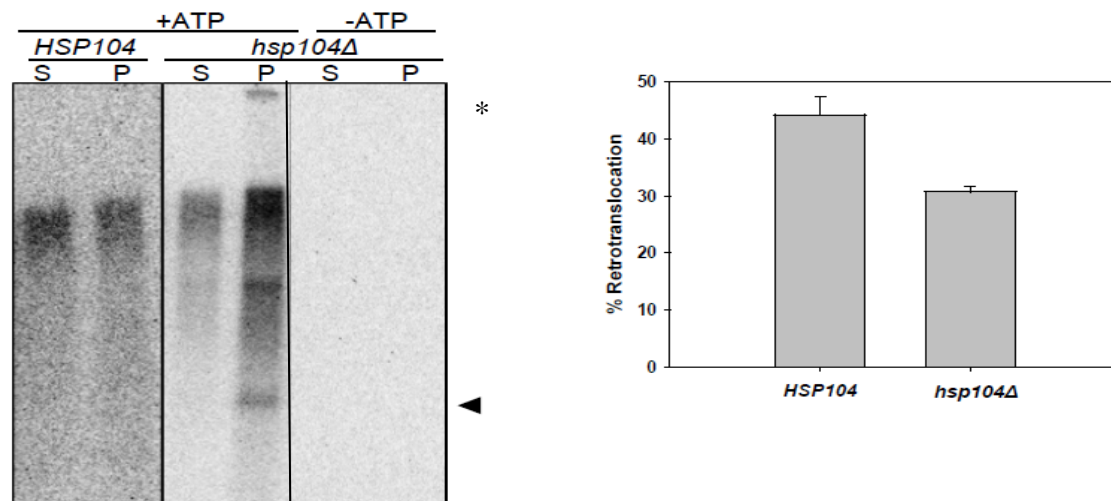 +ATP -ATP
HSP104 hsp104Δ
S P S P S P
*
50
40
30
20
10
0
% Retrotranslocation
HSP104 hsp104Δ